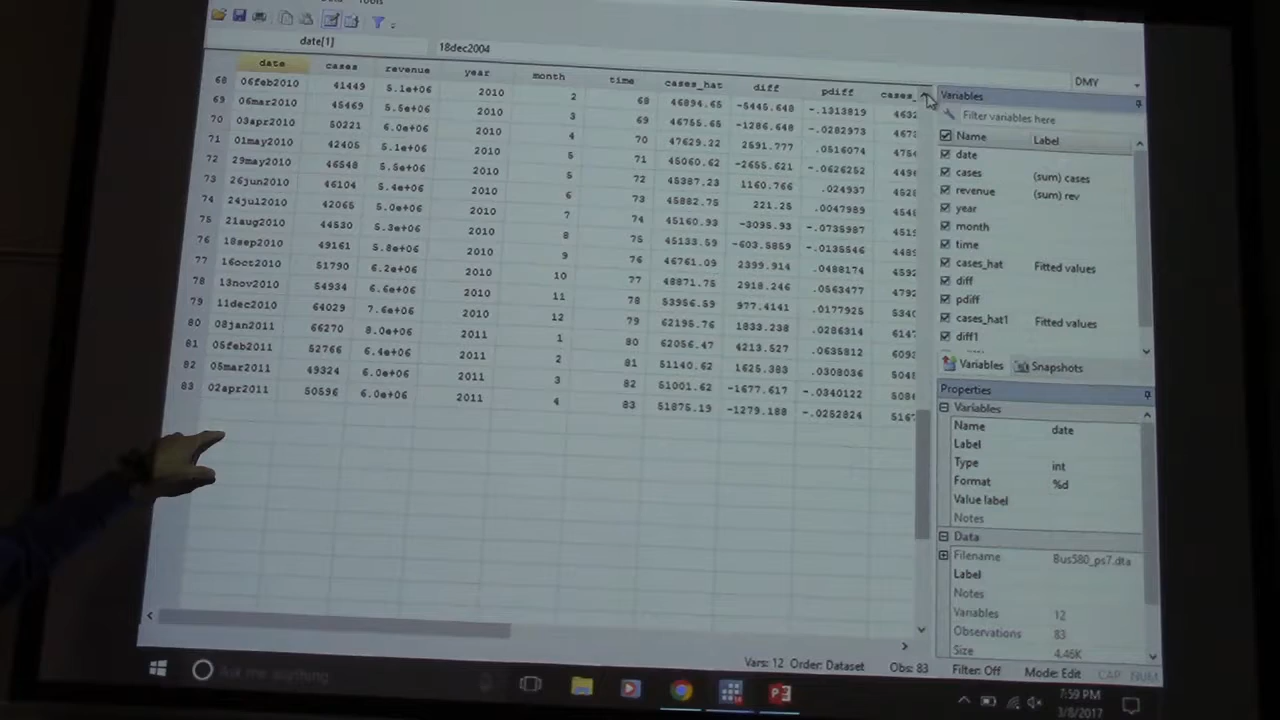 Tools
date[1] 18dec2004
date cases revenue year month time cases_hat diff pdiff cases_
68 06feb2010 41449 5.1e+06 2010 2 68 46894.65 -5445.648 -.1313819
69 06mar2010 45469 5.5e+06 2010 3 69 46755.65 -1286.648 -.0282973
70 03apr2010 50221 6.0e+06 2010 4 70 47629.22 2591.777 .0516074
71 01may2010 42405 5.1e+06 2010 5 71 45060.62 -2655.621 -.0626252
72 29may2010 46548 5.5e+06 2010 5 72 45387.23 1160.766 .024937
73 26jun2010 46104 5.4e+06 2010 6 73 45882.75 221.25 .0047989
74 24jul2010 42065 5.0e+06 2010 7 74 45160.93 -3095.93 -.0735987
75 21aug2010 44530 5.3e+06 2010 8 75 45133.59 -603.5859 -.0135546
76 18sep2010 49161 5.8e+06 2010 9 76 46761.09 2399.914 .0488174
77 16oct2010 51790 6.2e+06 2010 10 77 48871.75 2918.246 .0563477
78 13nov2010 54934 6.6e+06 2010 11 78 53956.59 977.4141 .0177925
79 11dec2010 64029 7.6e+06 2010 12 79 62195.76 1833.238 .0286314
80 08jan2011 66270 8.0e+06 2011 1 80 62056.47 4213.527 .0635812
81 05feb2011 52766 6.4e+06 2011 2 81 51140.62 1625.383 .0308036
82 05mar2011 49324 6.0e+06 2011 3 82 51001.62 -1677.617 -.0340122
83 02apr2011 50596 6.0e+06 2011 4 83 51875.19 -1279.188 -.0252824
DMY
Variables
Filter variables here
Name Label
date
cases (sum) cases
revenue (sum) rev
year
month
time
cases_hat Fitted values
diff
pdiff
cases_hat1 Fitted values
diff1
Variables Snapshots
Properties
Variables
Name date
Label
Type int
Format %d
Value label
Notes
Data
Filename Bus580_ps7.dta
Label
Notes
Variables 12
Observations 83
Size 4.46K
Vars: 12 Order: Dataset Obs: 83 Filter: Off Mode: Edit CAP NUM
Ask me anything
7:59 PM
3/8/2017